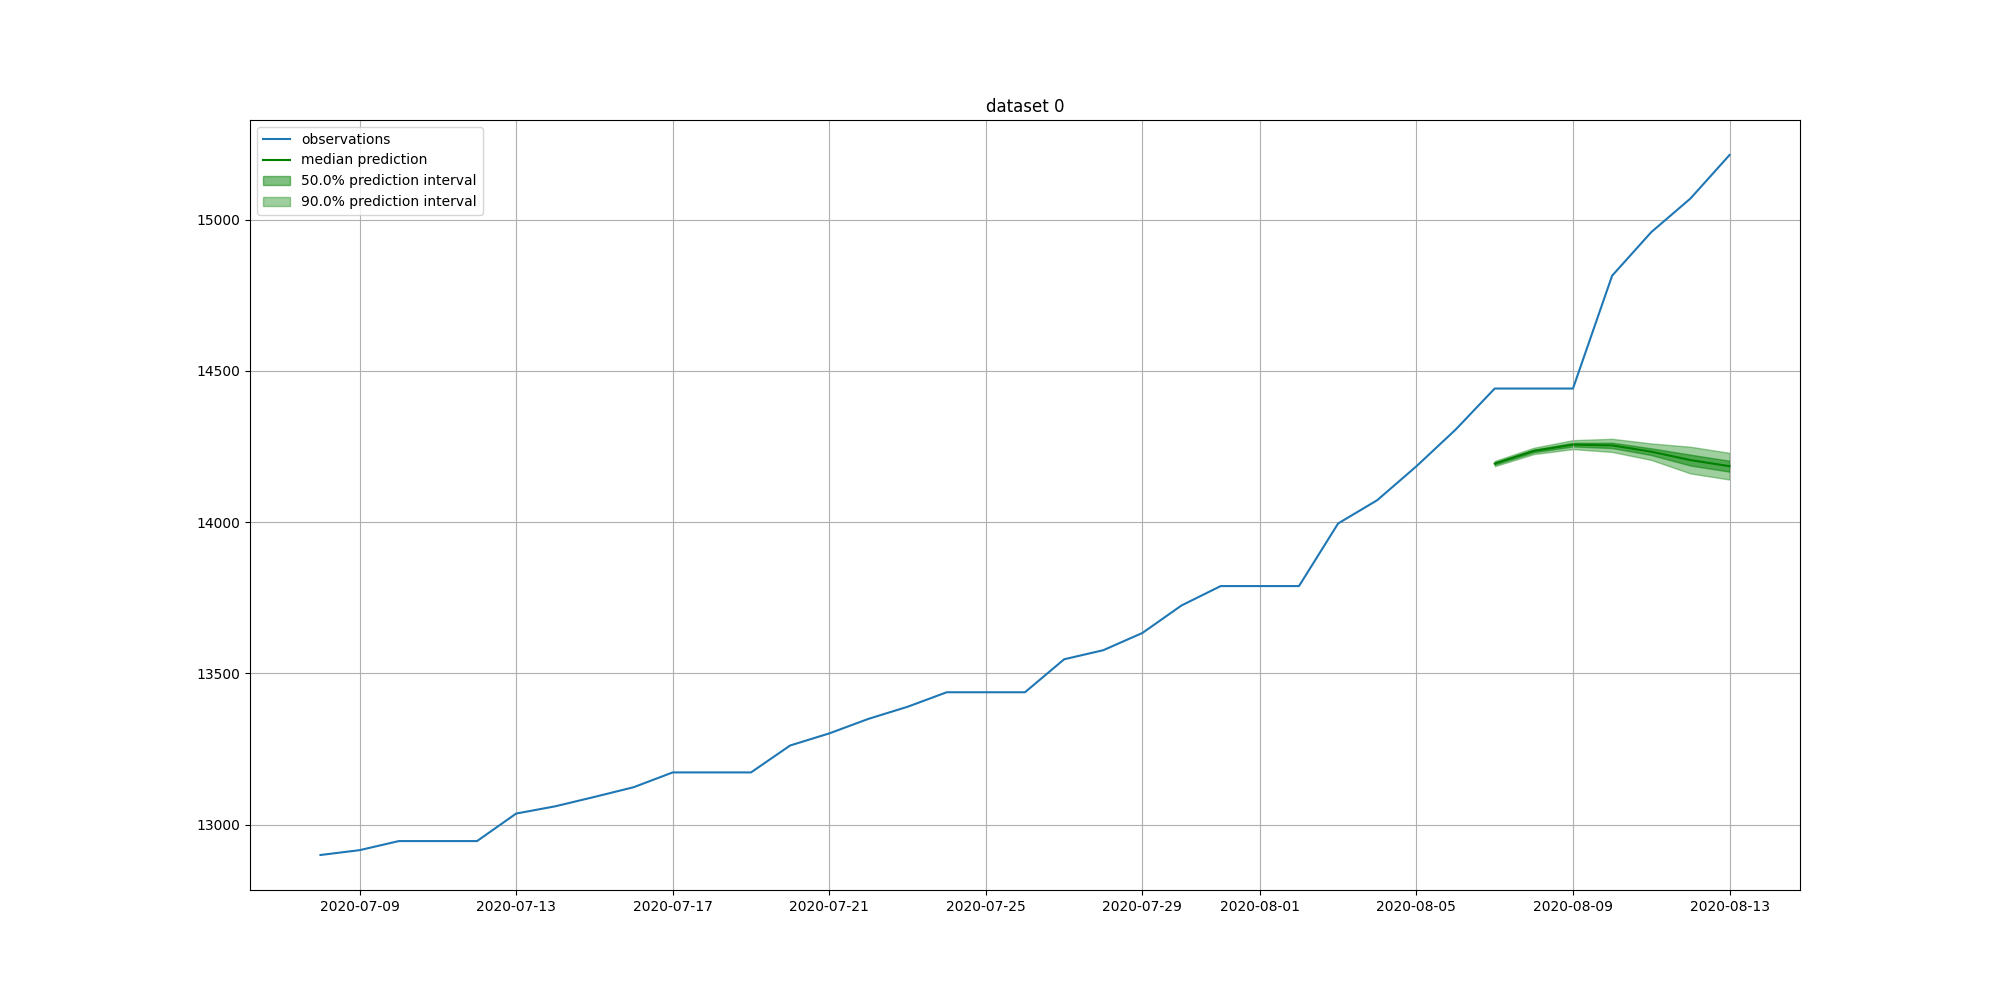 dataset 0
observations
median prediction
50.0% prediction interval
90.0% prediction interval
15000
14500
14000
13500
13000
2020-07-09 2020-07-13 2020-07-17 2020-07-21 2020-07-25 2020-07-29 2020-08-01 2020-08-05 2020-08-09 2020-08-13